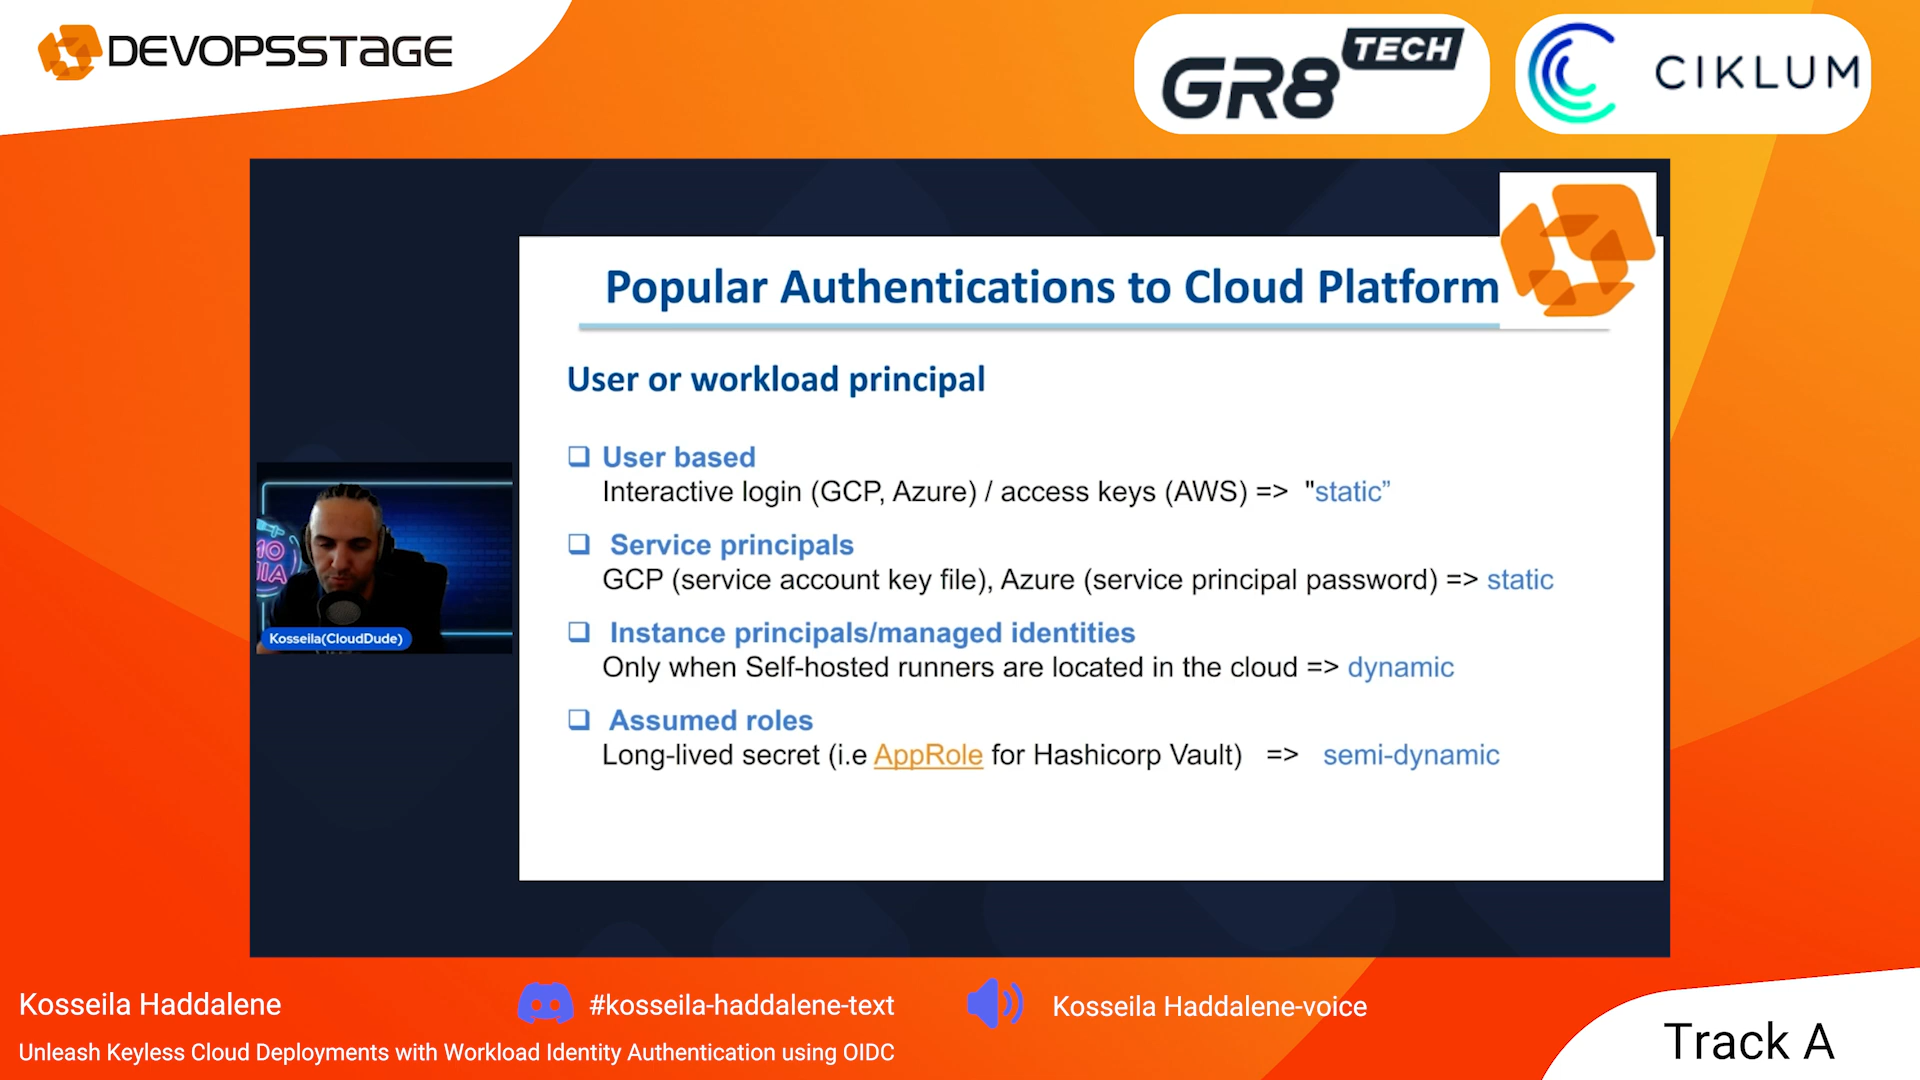 DEVOPSSTAGE
GR8 TECH
CIKLUM
Popular Authentications to Cloud Platform
User or workload principal
User based
Interactive login (GCP, Azure) / access keys (AWS) => "static”
Service principals
GCP (service account key file), Azure (service principal password) => static
Instance principals/managed identities
Only when Self-hosted runners are located in the cloud => dynamic
Assumed roles
Long-lived secret (i.e AppRole for Hashicorp Vault) => semi-dynamic
Kosseila(CloudDude)
Kosseila Haddalene
#kosseila-haddalene-text
Kosseila Haddalene-voice
Unleash Keyless Cloud Deployments with Workload Identity Authentication using OIDC
Track A